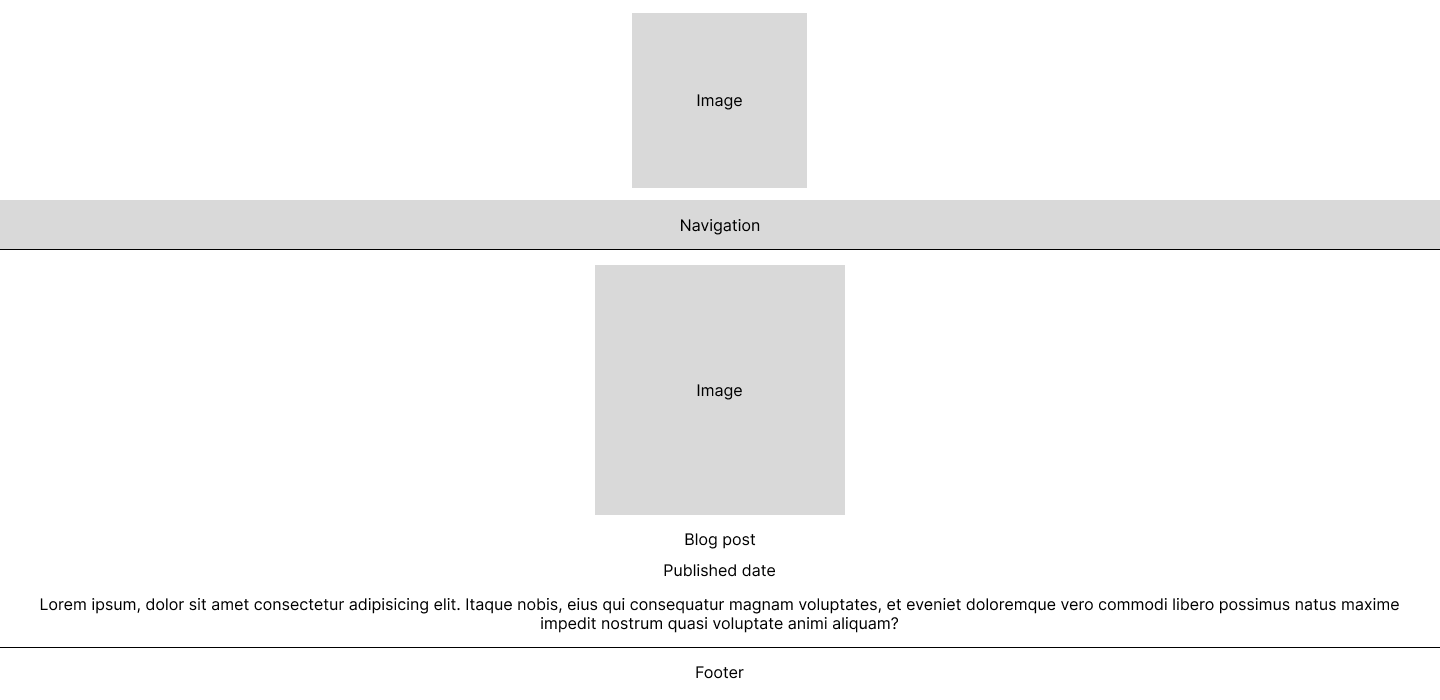 Image
Navigation
Image
Blog post
Published date
Lorem ipsum, dolor sit amet consectetur adipisicing elit. Itaque nobis, eius qui consequatur magnam voluptates, et eveniet doloremque vero commodi libero possimus natus maxime
impedit nostrum quasi voluptate animi aliquam?
Footer